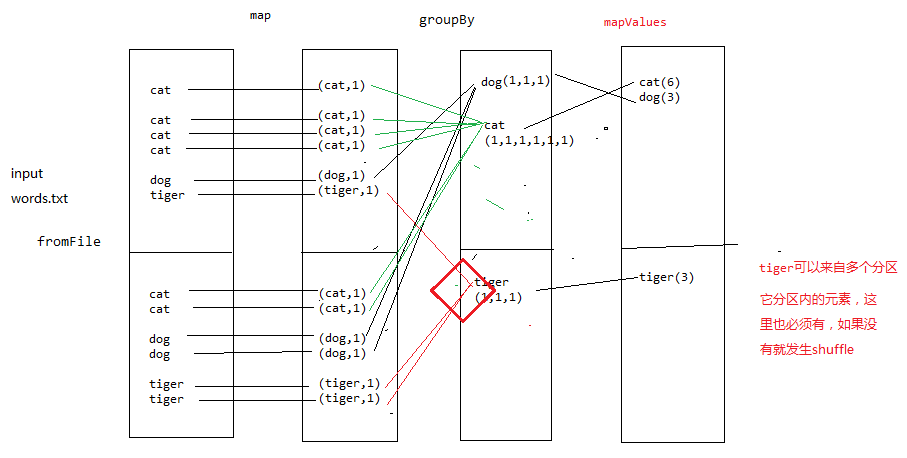 map
groupBy
mapValues
input
words.txt
fromFile
cat
cat
cat
cat
dog
tiger
cat
cat
dog
dog
tiger
tiger
(cat,1)
(cat,1)
(cat,1)
(cat,1)
(dog,1)
(tiger,1)
(cat,1)
(cat,1)
(dog,1)
(dog,1)
(tiger,1)
(tiger,1)
dog(1,1,1)
cat
(1,1,1,1,1,1)
tiger
(1,1,1)
cat(6)
dog(3)
tiger(3)
tiger可以来自多个分区
它分区内的元素，这
里也必须有，如果没
有就发生shuffle